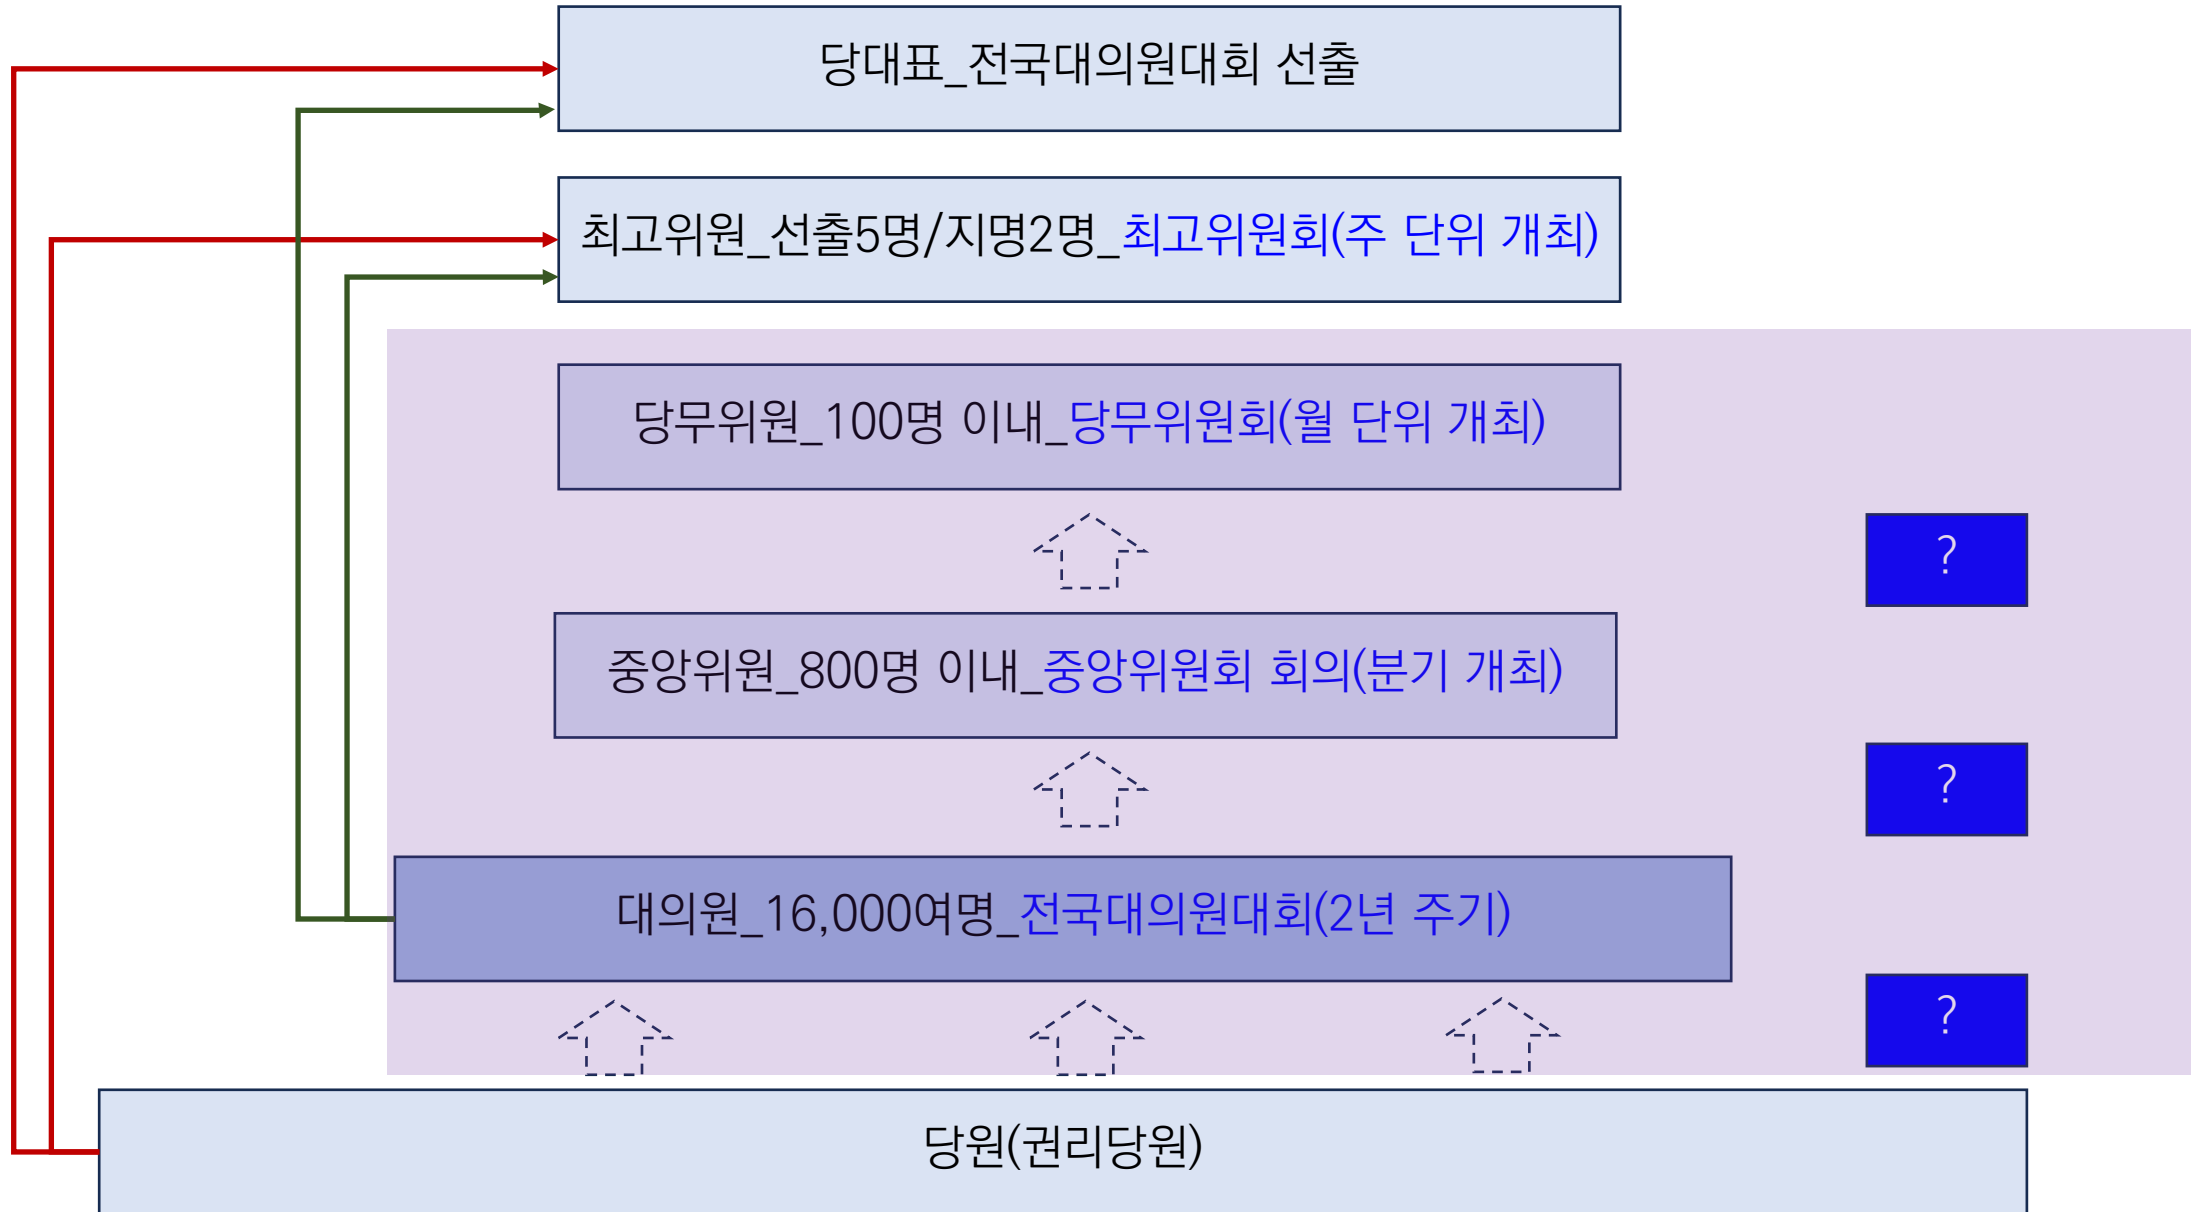 당대표_전국대의원대회 선출
최고위원_선출5명/지명2명_최고위원회(주 단위 개최)
당무위원_100명 이내_당무위원회(월 단위 개최)
?
중앙위원_800명 이내_중앙위원회 회의(분기 개최)
?
대의원_16,000여명_전국대의원대회(2년 주기)
?
당원(권리당원)